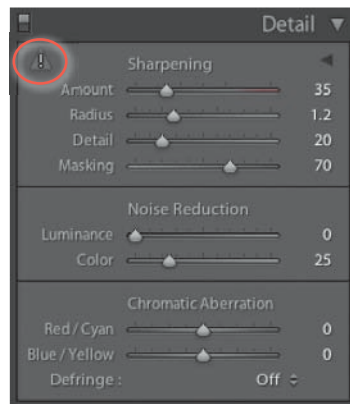 Detail
Sharpening
Amount 35
Radius 1.2
Detail 20
Masking 70
Noise Reduction
Luminance 0
Color 25
Chromatic Aberration
Red / Cyan 0
Blue / Yellow 0
Defringe : Off